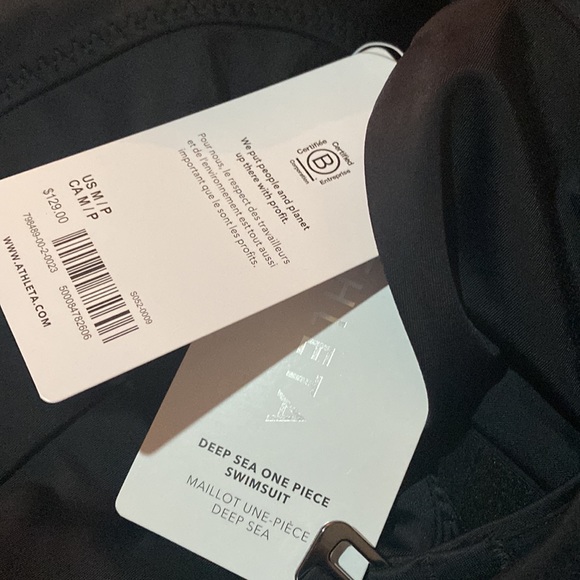 Certifiée
Certified
B
Corporation
Entreprise
We put people and planet
up there with profit.
Pour nous, le respect des travailleurs
et de l'environnement est tout aussi
important que le sont les profits.
US M/P
CA M/P
$129.00
798489-00-2-0023
500084782606
S052-0009
WWW.ATHLETA.COM
ATHLETA
DEEP SEA ONE PIECE
SWIMSUIT
MAILLOT UNE-PIÈCE
DEEP SEA